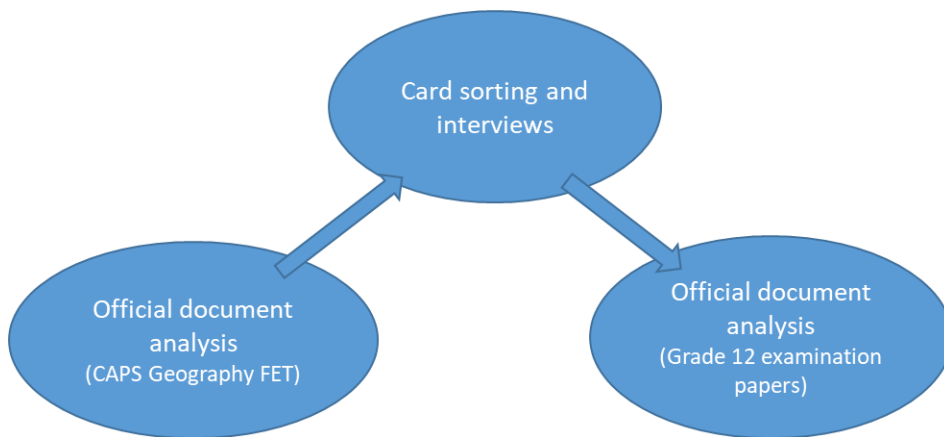 Card sorting and
interviews
Official document
analysis
(CAPS Geography FET)
Official document
analysis
(Grade 12 examination
papers)